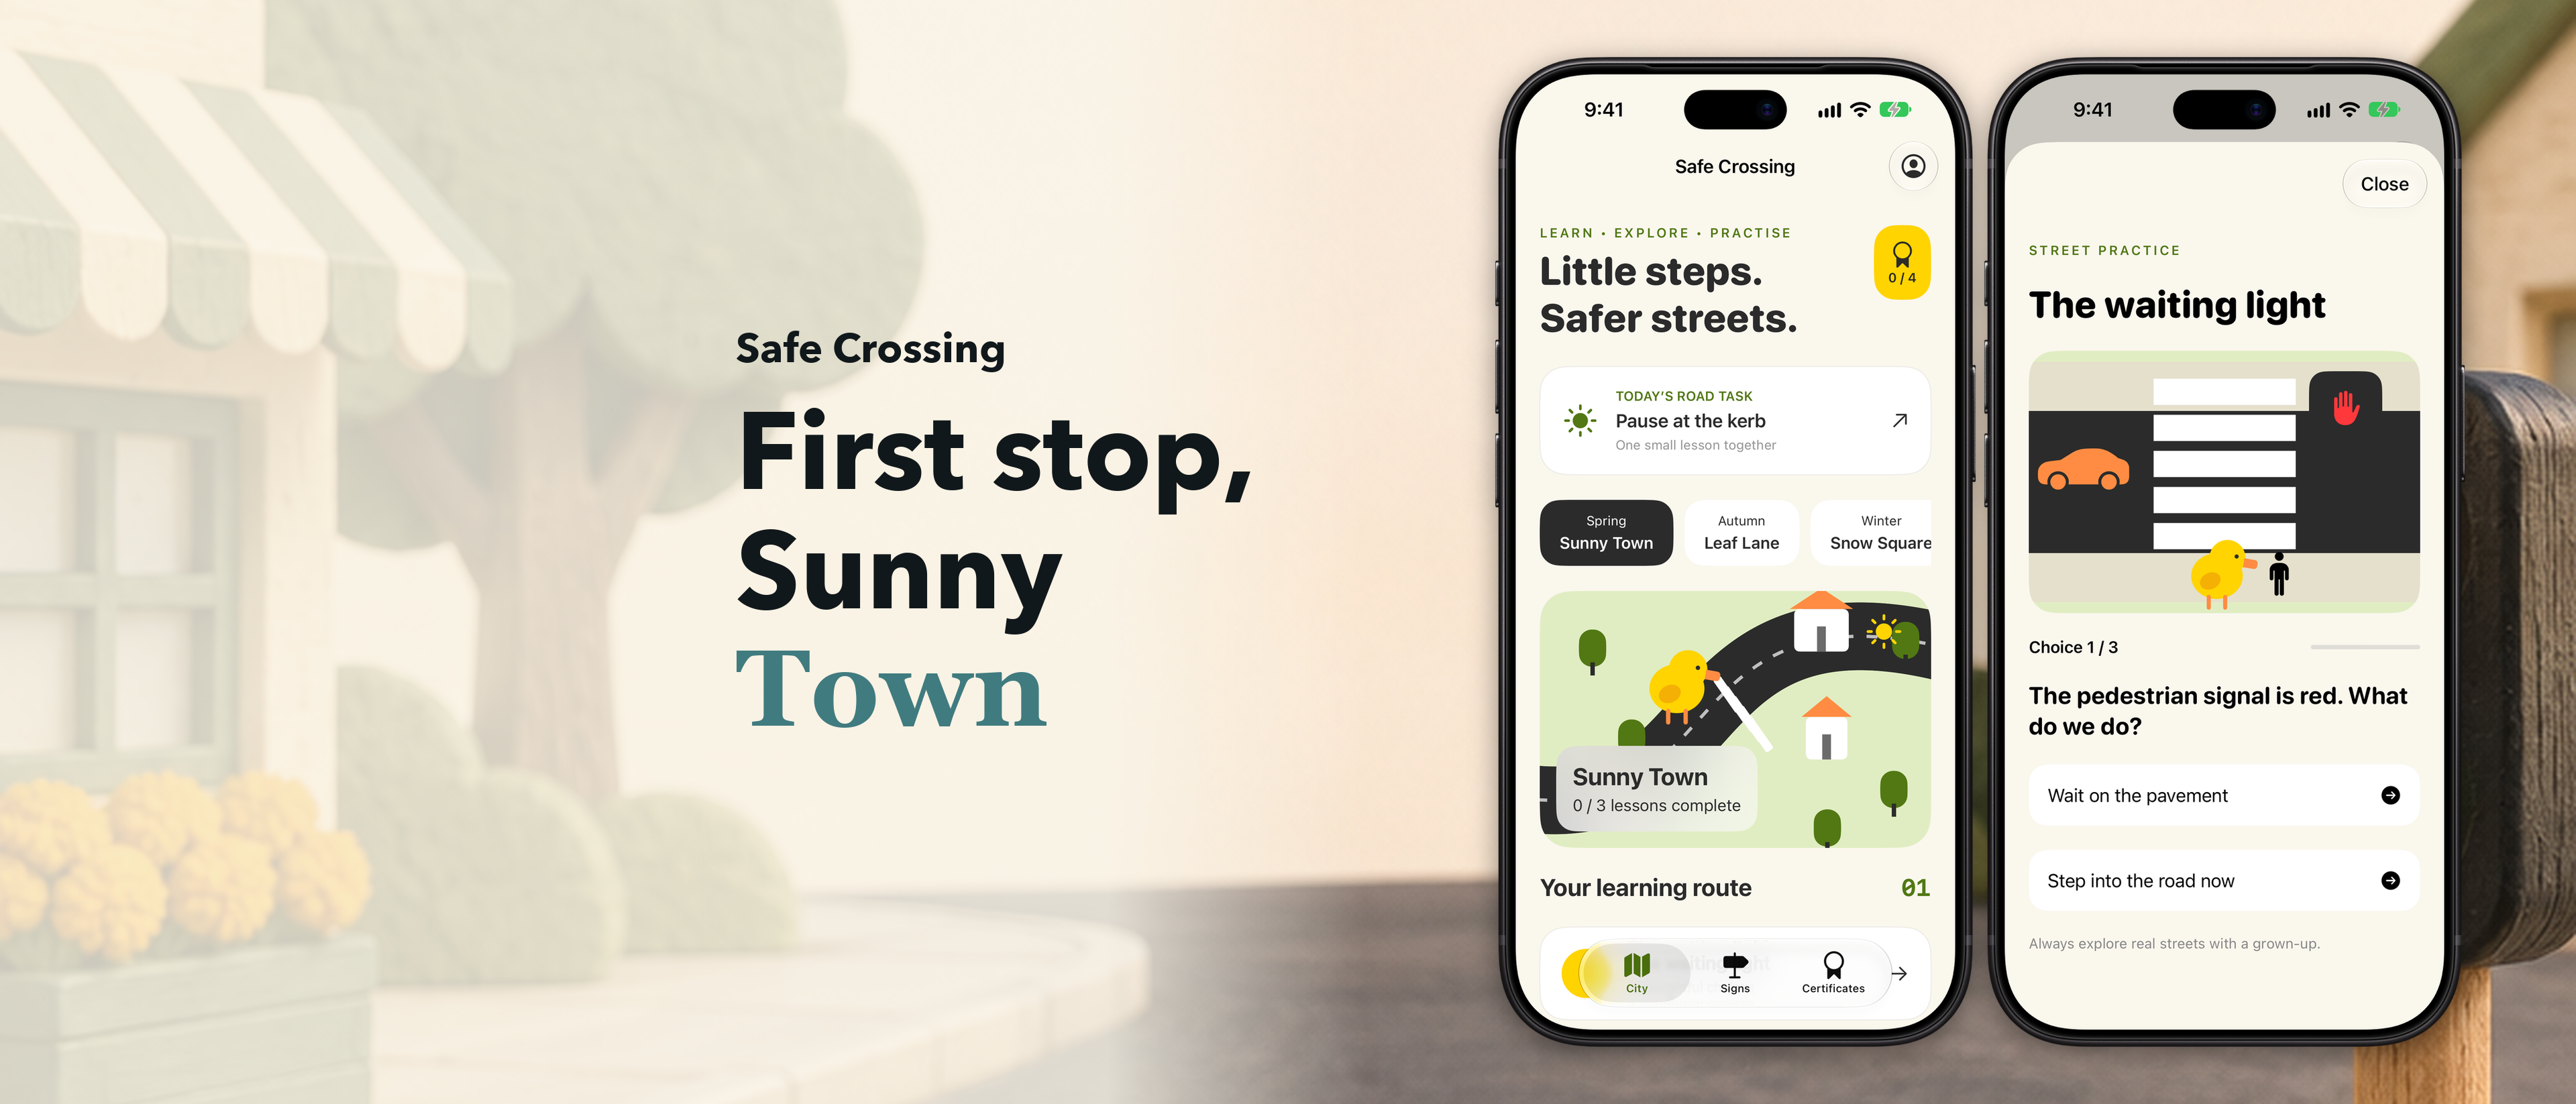 Safe Crossing
First stop,
Sunny
Town
9:41
Safe Crossing
LEARN • EXPLORE • PRACTISE
Little steps.
Safer streets.
0 / 4
TODAY'S ROAD TASK
Pause at the kerb
One small lesson together
Spring
Sunny Town
Autumn
Leaf Lane
Winter
Snow Square
Sunny Town
0 / 3 lessons complete
Your learning route
01
City
Signs
Certificates
9:41
Close
STREET PRACTICE
The waiting light
Choice 1 / 3
The pedestrian signal is red. What
do we do?
Wait on the pavement
Step into the road now
Always explore real streets with a grown-up.